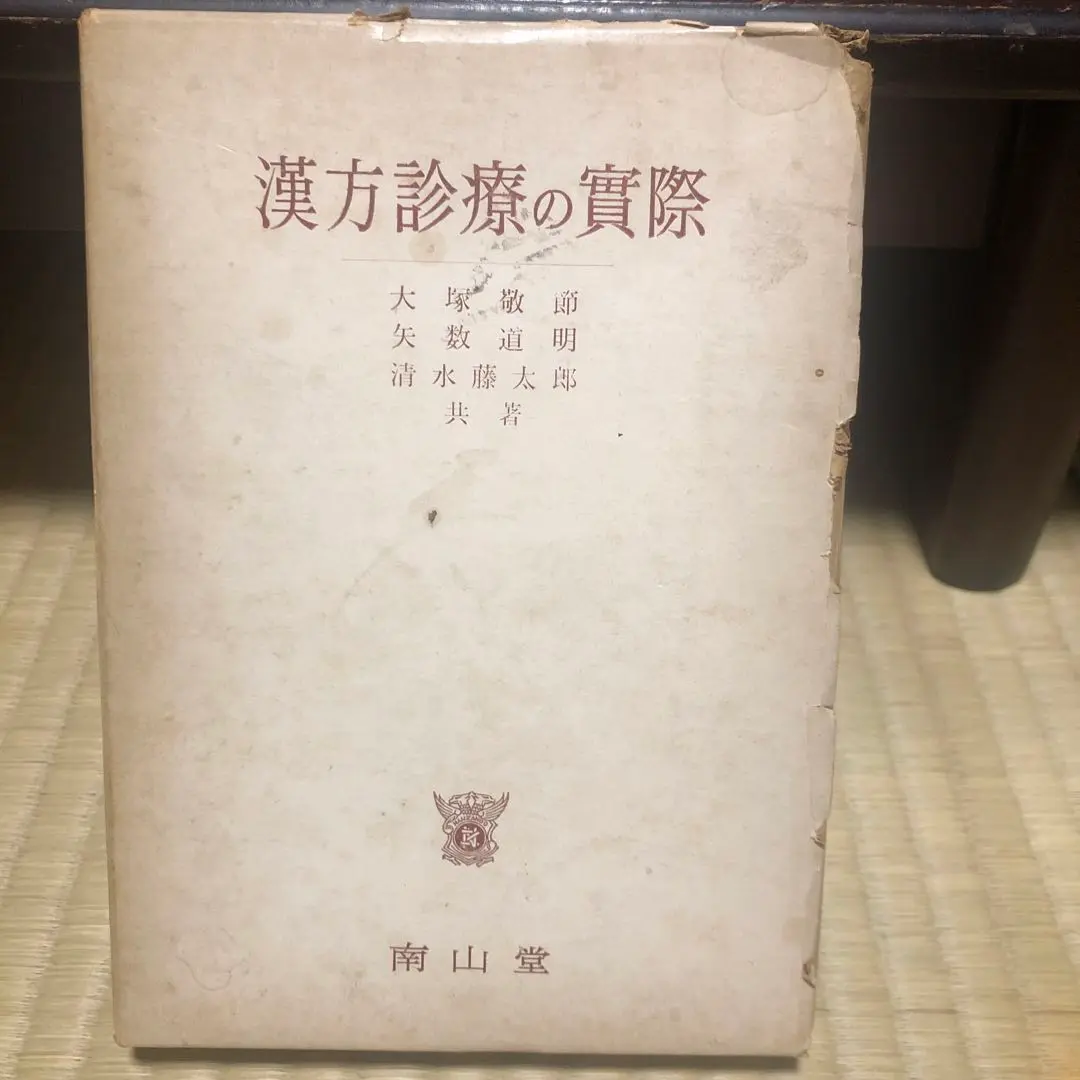 漢方診療の實際
大塚敬節
矢数道明
清水藤太郎
共著
南山堂